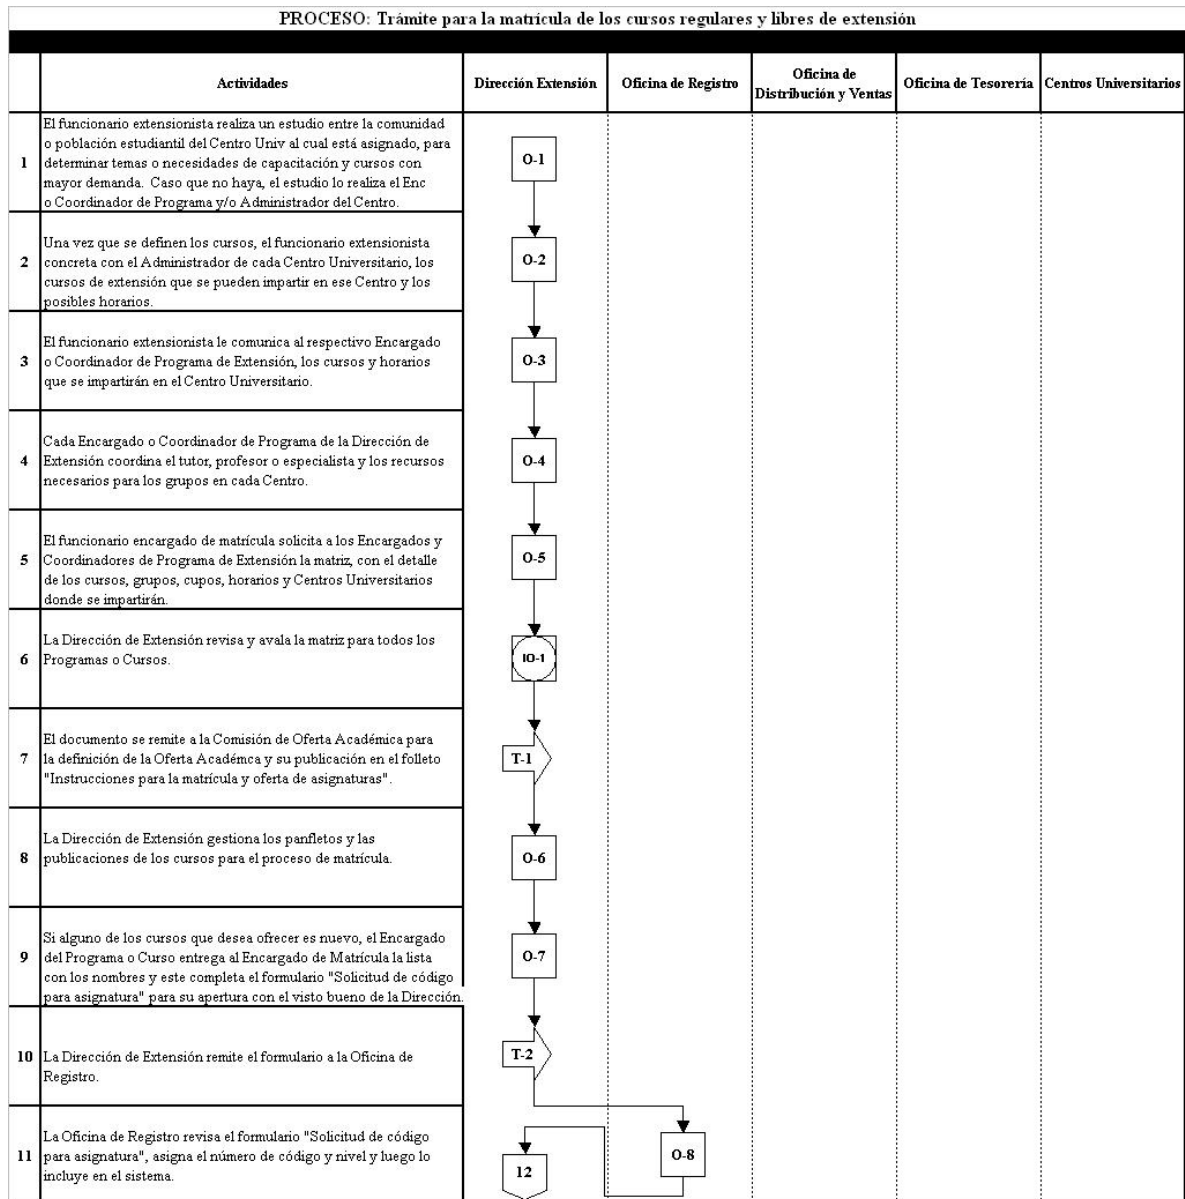 PROCESO: Trámite para la matrícula de los cursos regulares y libres de extensión
Actividades
Dirección Extensión
Oficina de Registro
Oficina de
Distribución y Ventas
Oficina de Tesorería
Centros Universitarios
1
El funcionario extensionista realiza un estudio entre la comunidad
o población estudiantil del Centro Univ al cual está asignado, para
determinar temas o necesidades de capacitación y cursos con
mayor demanda. Caso que no haya, el estudio lo realiza el Enc
o Coordinador de Programa y/o Administrador del Centro.
O-1
2
Una vez que se definen los cursos, el funcionario extensionista
concreta con el Administrador de cada Centro Universitario, los
cursos de extensión que se pueden impartir en ese Centro y los
posibles horarios.
O-2
3
El funcionario extensionista le comunica al respectivo Encargado
o Coordinador de Programa de Extensión, los cursos y horarios
que se impartirán en el Centro Universitario.
O-3
4
Cada Encargado o Coordinador de Programa de la Dirección de
Extensión coordina el tutor, profesor o especialista y los recursos
necesarios para los grupos en cada Centro.
O-4
5
El funcionario encargado de matrícula solicita a los Encargados y
Coordinadores de Programa de Extensión la matriz, con el detalle
de los cursos, grupos, cupos, horarios y Centros Universitarios
donde se impartirán.
O-5
6
La Dirección de Extensión revisa y avala la matriz para todos los
Programas o Cursos.
IO-1
7
El documento se remite a la Comisión de Oferta Académica para
la definición de la Oferta Académca y su publicación en el folleto
"Instrucciones para la matrícula y oferta de asignaturas".
T-1
8
La Dirección de Extensión gestiona los panfletos y las
publicaciones de los cursos para el proceso de matrícula.
O-6
9
Si alguno de los cursos que desea ofrecer es nuevo, el Encargado
del Programa o Curso entrega al Encargado de Matrícula la lista
con los nombres y este completa el formulario "Solicitud de código
para asignatura" para su apertura con el visto bueno de la Dirección.
O-7
10
La Dirección de Extensión remite el formulario a la Oficina de
Registro.
T-2
11
La Oficina de Registro revisa el formulario "Solicitud de código
para asignatura", asigna el número de código y nivel y luego lo
incluye en el sistema.
12
O-8